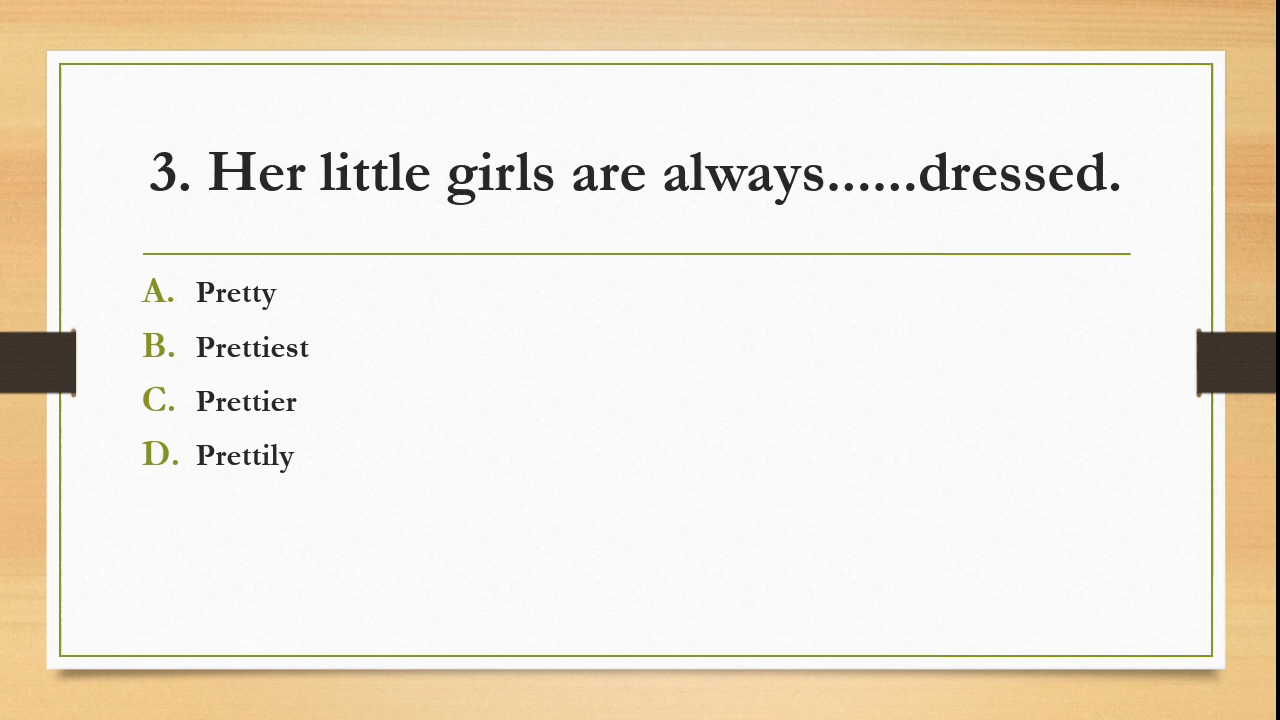 3. Her little girls are always......dressed.
A. Pretty
B. Prettiest
C. Prettier
D. Prettily